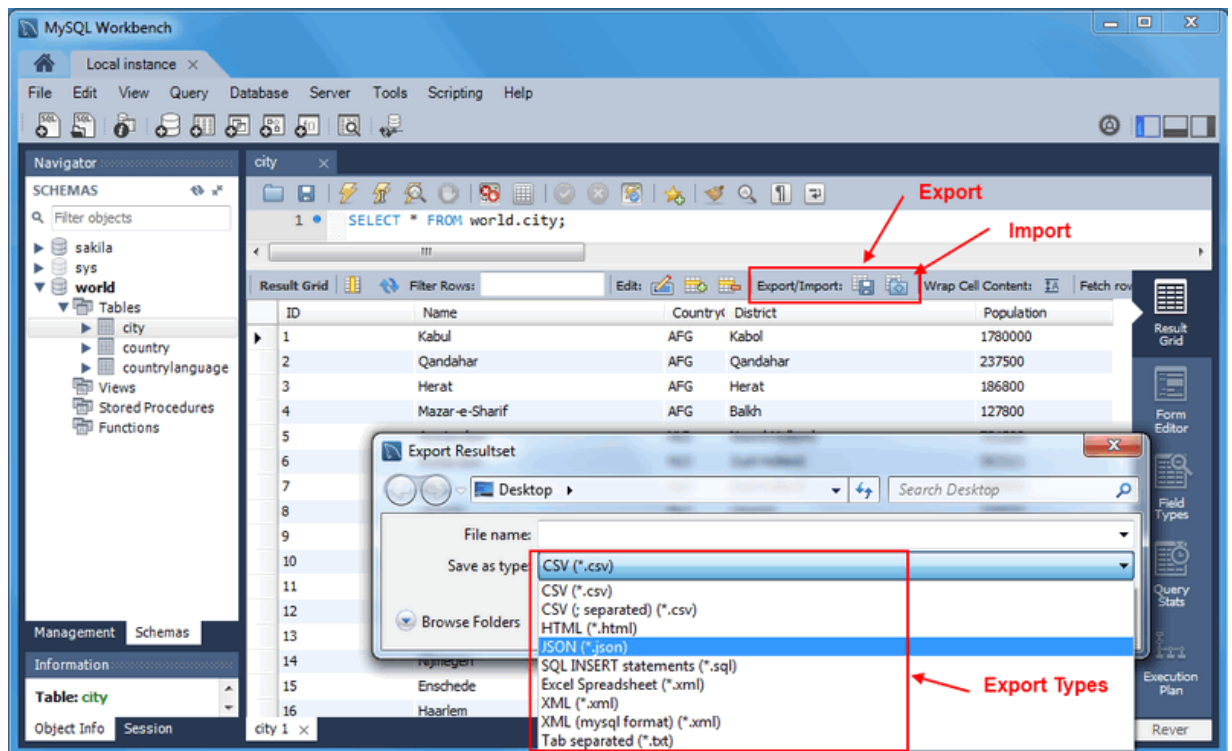 MySQL Workbench
Local instance
File Edit View Query Database Server Tools Scripting Help
Navigator
SCHEMAS
Filter objects
sakila
sys
world
Tables
city
country
countrylanguage
Views
Stored Procedures
Functions
Management Schemas
Information
Table: city
Object Info Session
city
1 SELECT * FROM world.city;
Export
Import
Result Grid Filter Rows: Edit: Export/Import: Wrap Cell Content: Fetch rov
ID Name Country District Population
1 Kabul AFG Kabol 1780000
2 Qandahar AFG Qandahar 237500
3 Herat AFG Herat 186800
4 Mazar-e-Sharif AFG Balkh 127800
5
6
7
8
9
10
11
12
13
14 Nijmegen
15 Enschede
16 Haarlem
Export Resultset
Desktop
Search Desktop
File name:
Save as type: CSV (*.csv)
CSV (*.csv)
CSV (; separated) (*.csv)
HTML (*.html)
JSON (*.json)
SQL INSERT statements (*.sql)
Excel Spreadsheet (*.xml)
XML (*.xml)
XML (mysql format) (*.xml)
Tab separated (*.txt)
Browse Folders
Export Types
Result Grid
Form Editor
Field Types
Query Stats
Execution Plan
city 1
Rever